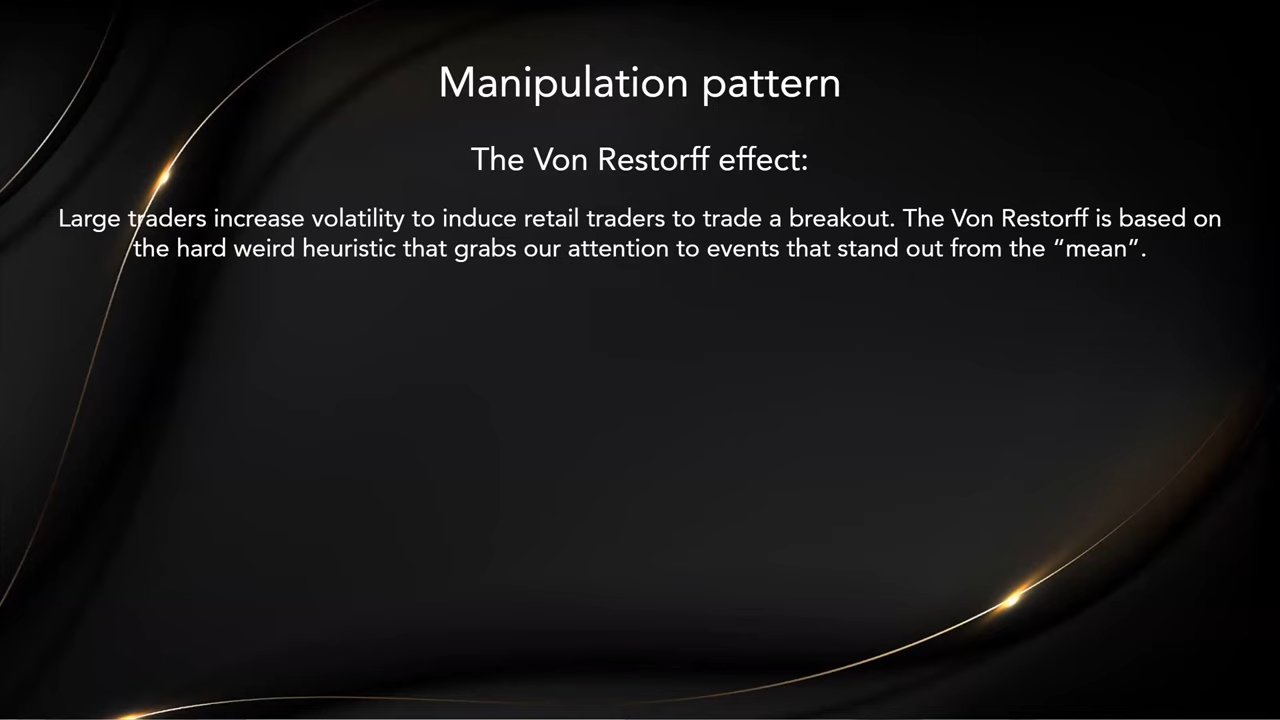 Manipulation pattern
The Von Restorff effect:
Large traders increase volatility to induce retail traders to trade a breakout. The Von Restorff is based on
the hard weird heuristic that grabs our attention to events that stand out from the “mean”.